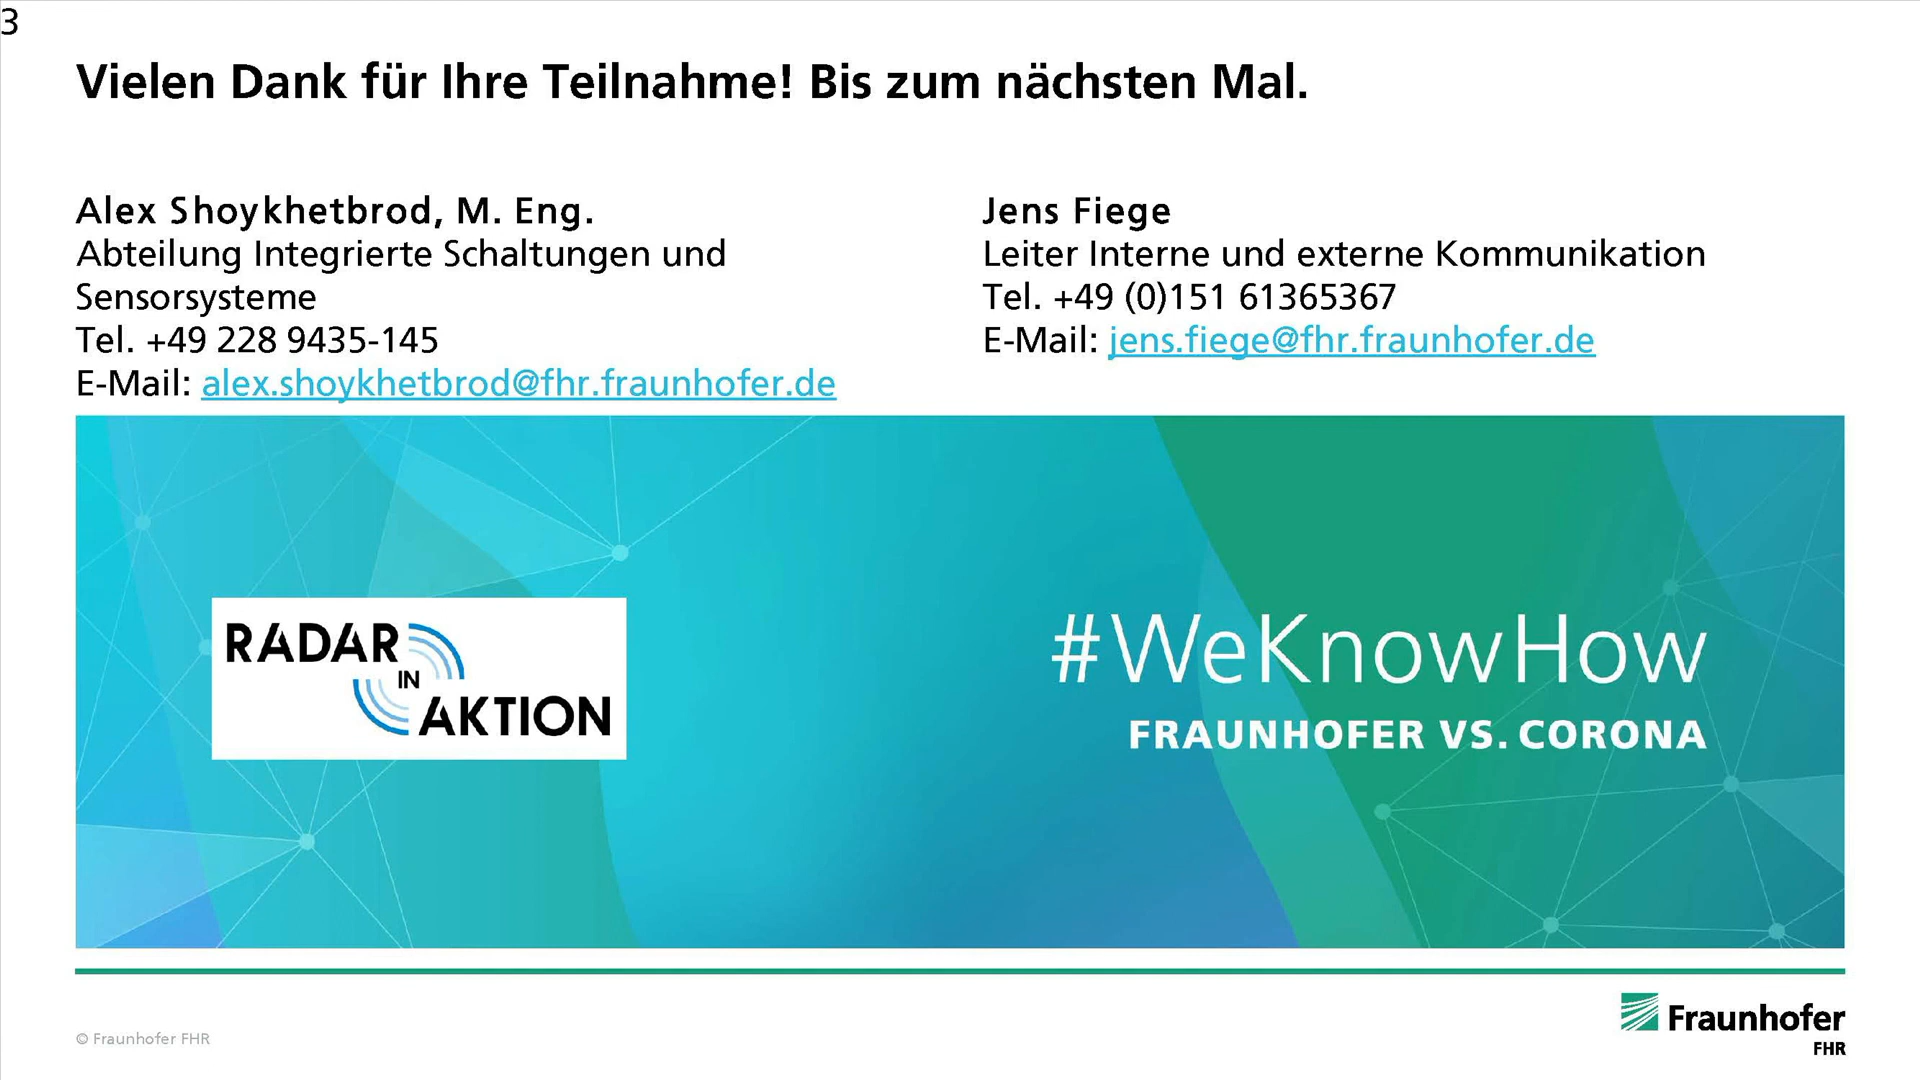 3
Vielen Dank für Ihre Teilnahme! Bis zum nächsten Mal.
Alex Shoykhetbrod, M. Eng.
Abteilung Integrierte Schaltungen und
Sensorsysteme
Tel. +49 228 9435-145
E-Mail: alex.shoykhetbrod@fhr.fraunhofer.de
Jens Fiege
Leiter Interne und externe Kommunikation
Tel. +49 (0)151 61365367
E-Mail: jens.fiege@fhr.fraunhofer.de
RADAR
IN
AKTION
#WeKnowHow
FRAUNHOFER VS. CORONA
© Fraunhofer FHR
Fraunhofer
FHR